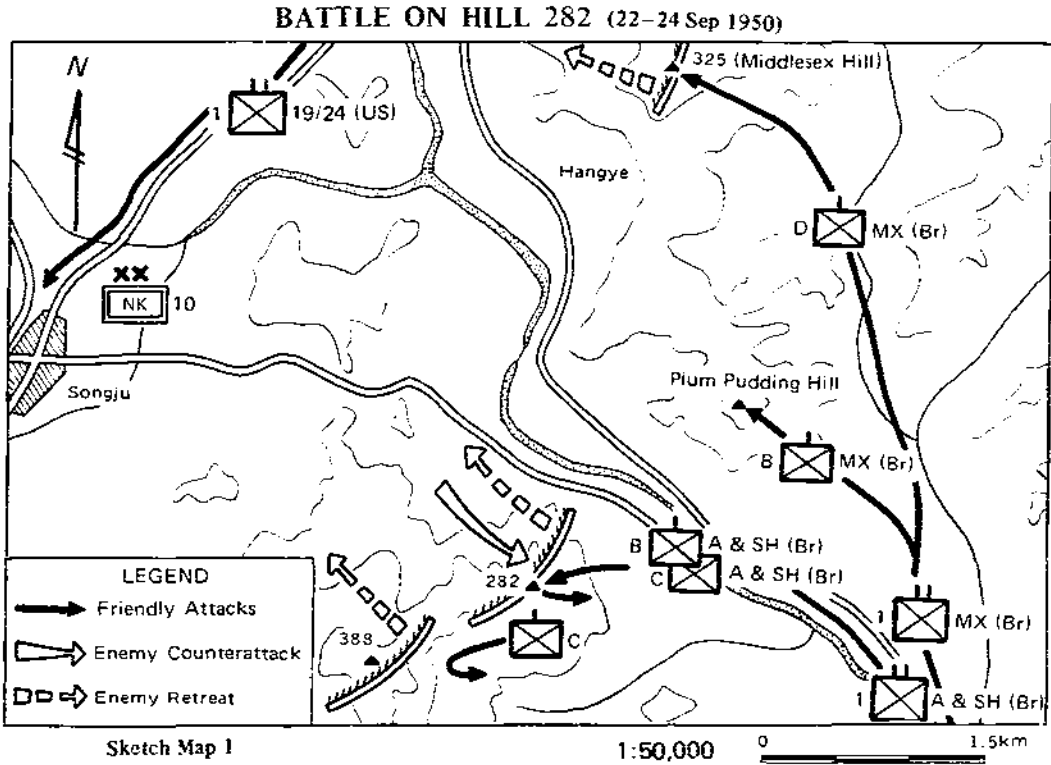 BATTLE ON HILL 282 (22–24 Sep 1950)
N
325 (Middlesex Hill)
1 19/24 (US)
Hangye
D MX (Br)
XX
NK 10
Songju
Plum Pudding Hill
B MX (Br)
B A & SH (Br)
C A & SH (Br)
282
1 MX (Br)
C
388
1 A & SH (Br)
LEGEND
Friendly Attacks
Enemy Counterattack
Enemy Retreat
Sketch Map 1
1:50,000
0 1.5km